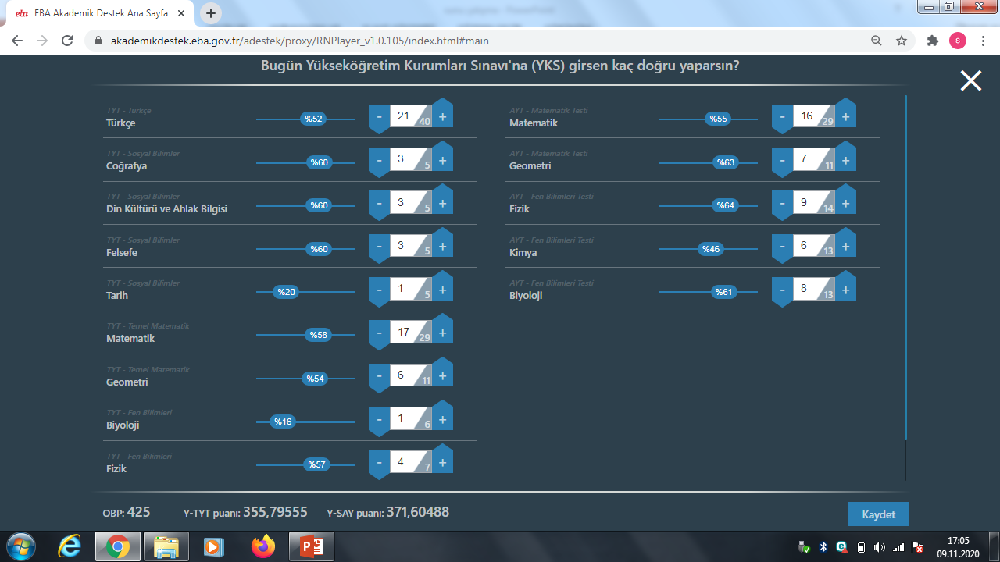 eba EBA Akademik Destek Ana Sayfa
akademikdestek.eba.gov.tr/adestek/proxy/RNPlayer_v1.0.105/index.html#main
s
Bugün Yükseköğretim Kurumları Sınavı'na (YKS) girsen kaç doğru yaparsın?
TYT - Türkçe
Türkçe %52 - 21 40 +
TYT - Sosyal Bilimler
Coğrafya %60 - 3 5 +
TYT - Sosyal Bilimler
Din Kültürü ve Ahlak Bilgisi %60 - 3 5 +
TYT - Sosyal Bilimler
Felsefe %60 - 3 5 +
TYT - Sosyal Bilimler
Tarih %20 - 1 5 +
TYT - Temel Matematik
Matematik %58 - 17 29 +
TYT - Temel Matematik
Geometri %54 - 6 11 +
TYT - Fen Bilimleri
Biyoloji %16 - 1 6 +
TYT - Fen Bilimleri
Fizik %57 - 4 7 +
AYT - Matematik Testi
Matematik %55 - 16 29 +
AYT - Matematik Testi
Geometri %63 - 7 11 +
AYT - Fen Bilimleri Testi
Fizik %64 - 9 14 +
AYT - Fen Bilimleri Testi
Kimya %46 - 6 13 +
AYT - Fen Bilimleri Testi
Biyoloji %61 - 8 13 +
OBP: 425 Y-TYT puanı: 355,79555 Y-SAY puanı: 371,60488
Kaydet
17:05
09.11.2020